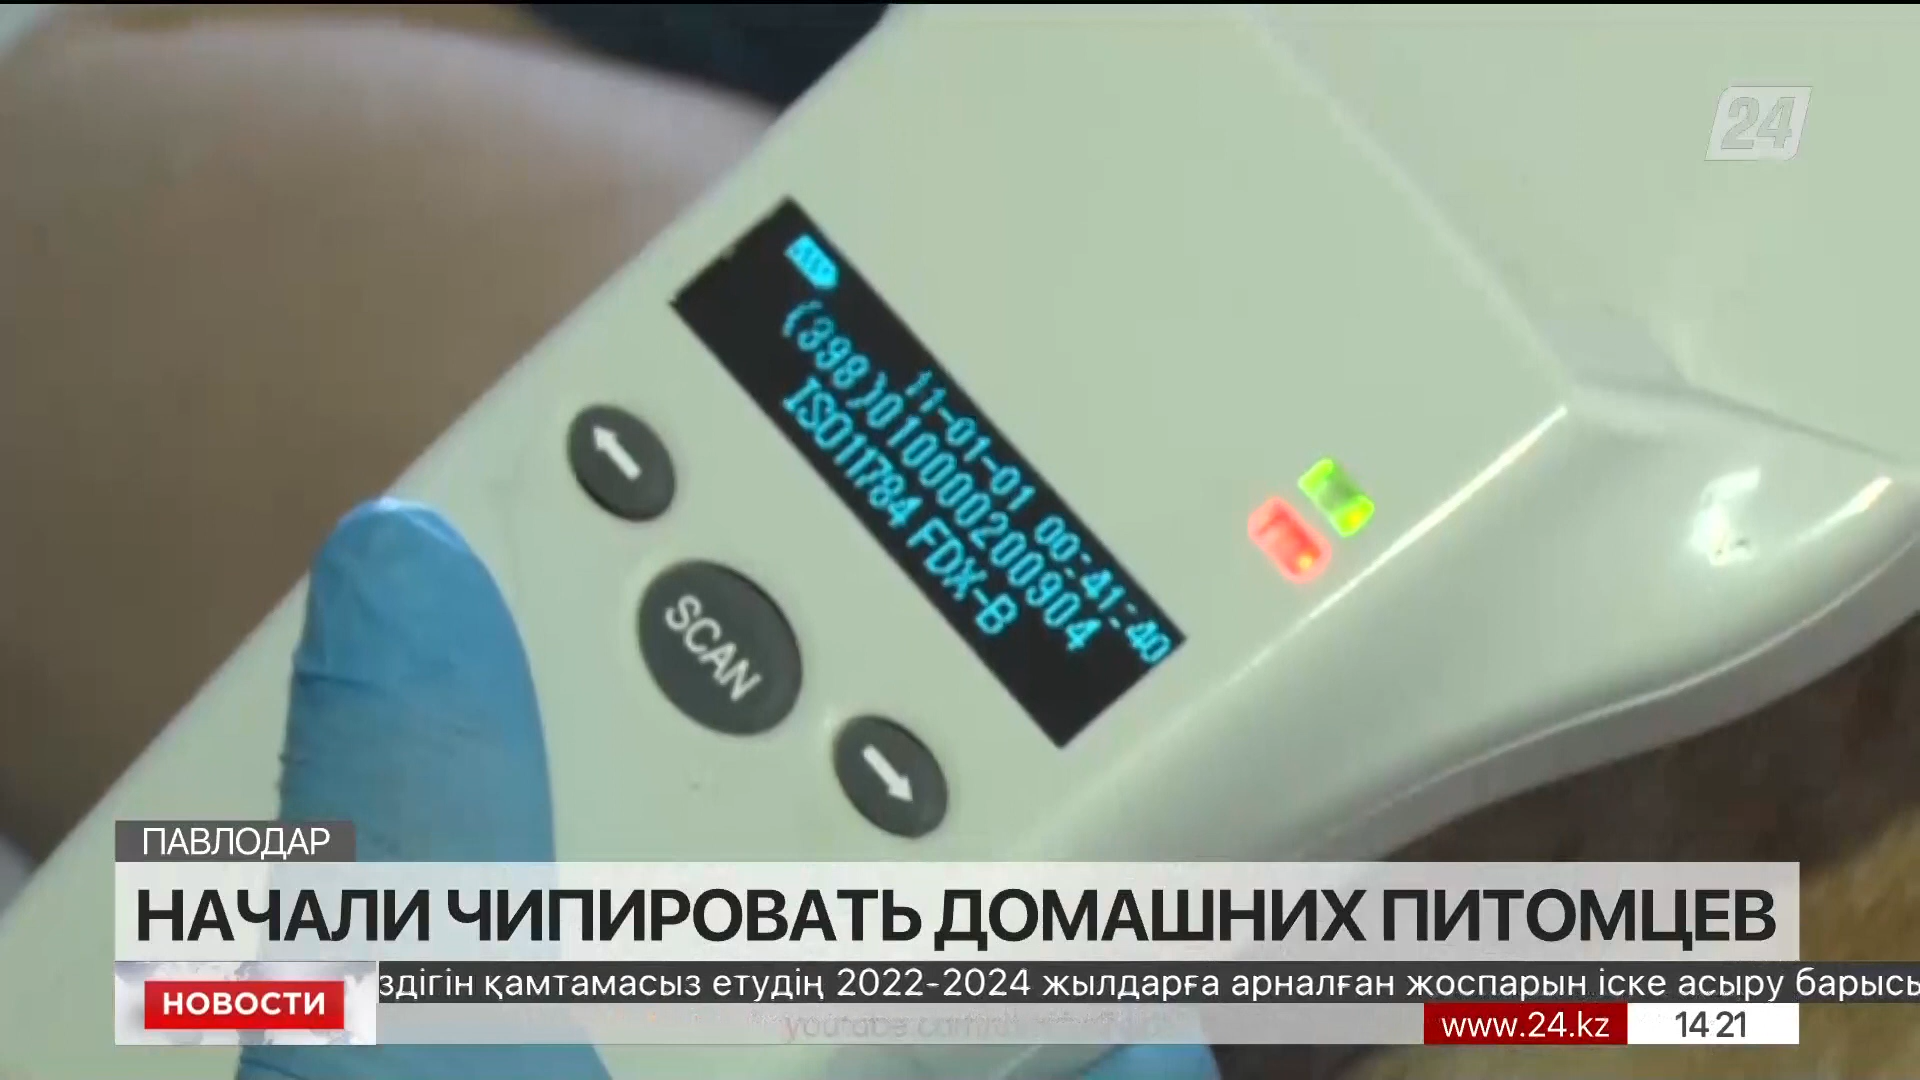 24
11-01-01 00:41:40
(398)010000200904
ISO11784 FDX-B
SCAN
ПАВЛОДАР
НАЧАЛИ ЧИПИРОВАТЬ ДОМАШНИХ ПИТОМЦЕВ
НОВОСТИ
здігін қамтамасыз етудің 2022-2024 жылдарға арналған жоспарын іске асыру барысы
www.24.kz
14 21